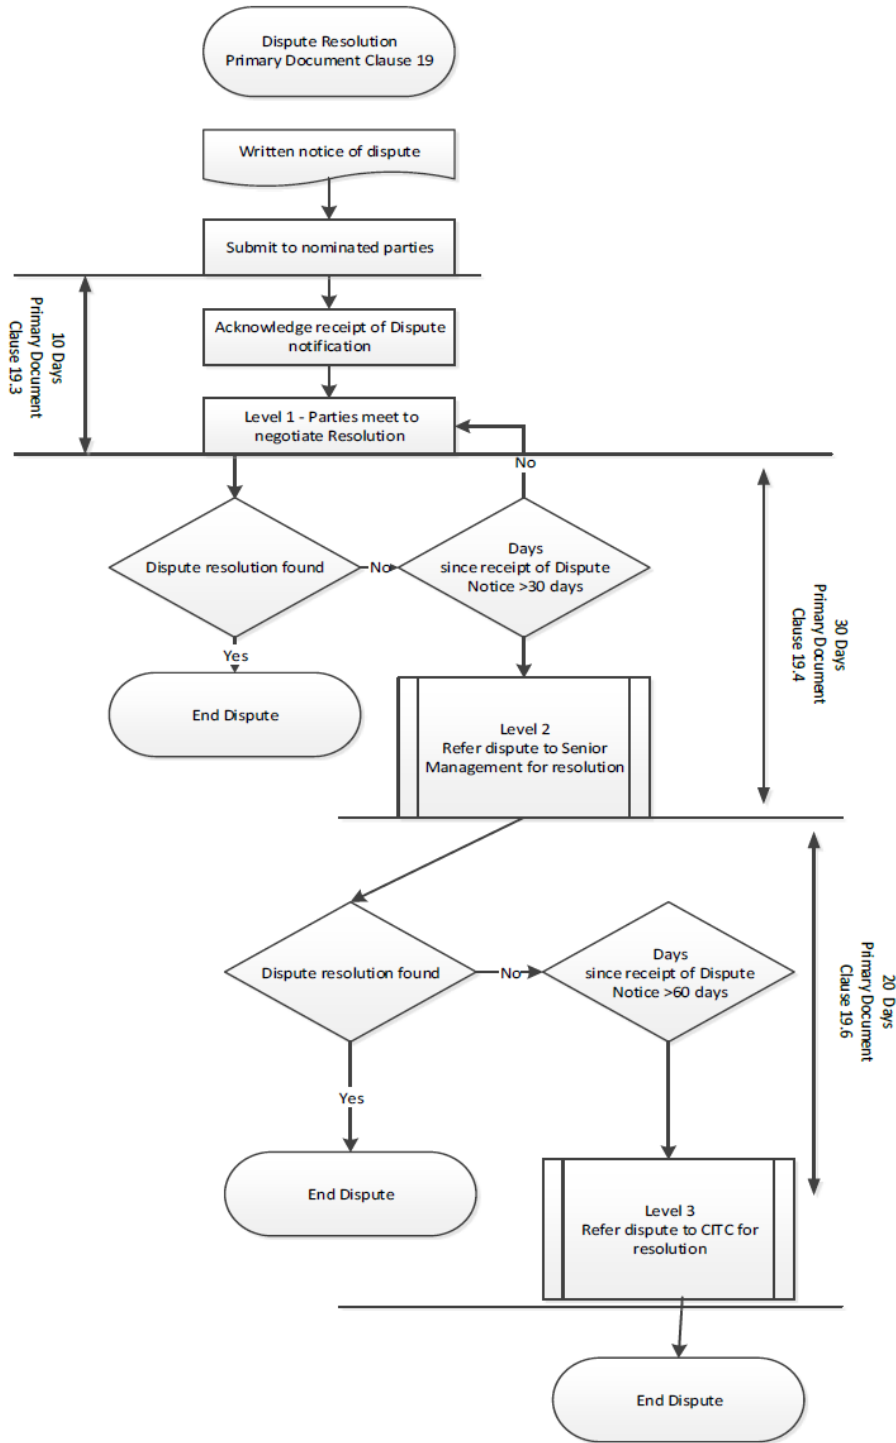 Dispute Resolution
Primary Document Clause 19
Written notice of dispute
Submit to nominated parties
10 Days
Primary Document
Clause 19.3
Acknowledge receipt of Dispute
notification
Level 1 - Parties meet to
negotiate Resolution
No
Dispute resolution found
No
Days
since receipt of Dispute
Notice >30 days
30 Days
Primary Document
Clause 19.4
Yes
End Dispute
Level 2
Refer dispute to Senior
Management for resolution
Dispute resolution found
No
Days
since receipt of Dispute
Notice >60 days
20 Days
Primary Document
Clause 19.6
Yes
End Dispute
Level 3
Refer dispute to CITC for
resolution
End Dispute